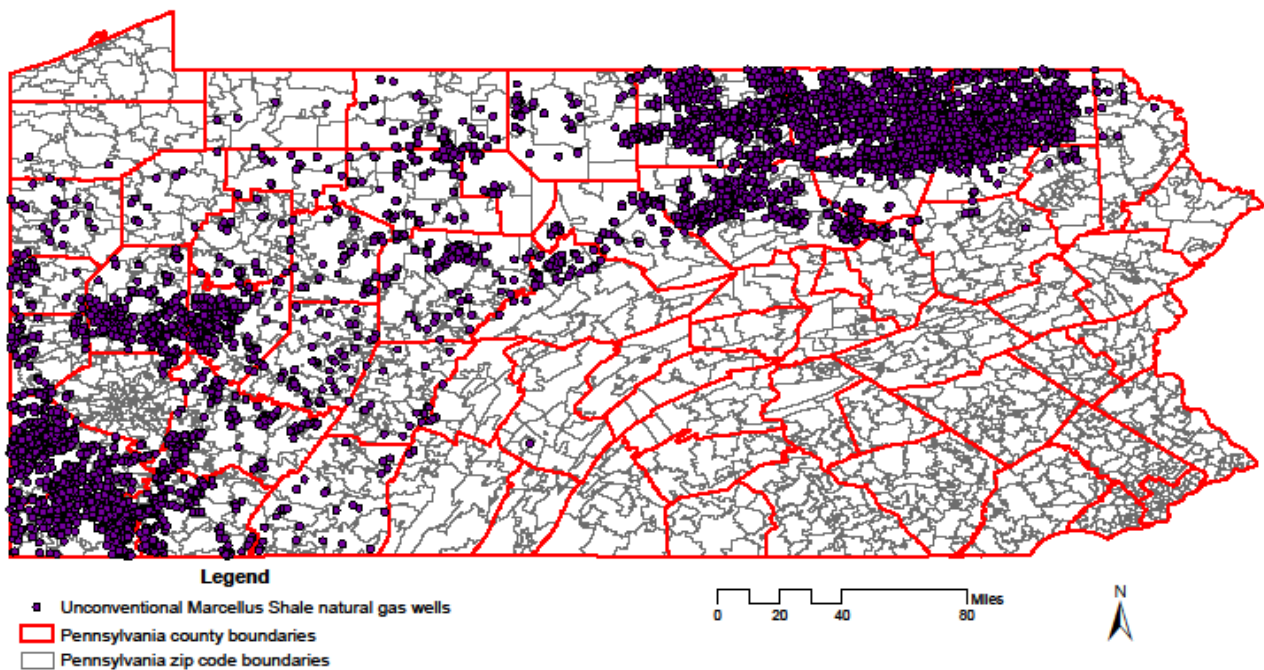 Legend
Unconventional Marcellus Shale natural gas wells
Pennsylvania county boundaries
Pennsylvania zip code boundaries
Miles
0 20 40 80
N